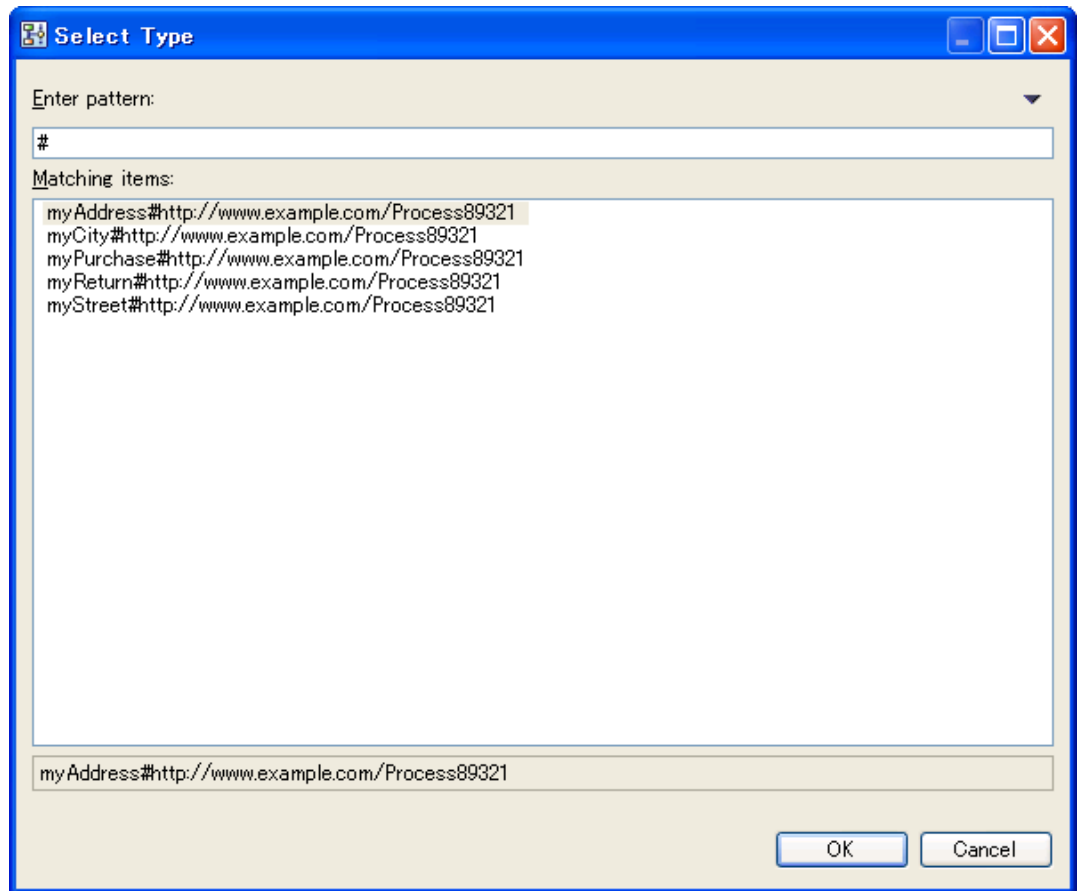 Select Type
Enter pattern:
#
Matching items:
myAddress#http://www.example.com/Process89321
myCity#http://www.example.com/Process89321
myPurchase#http://www.example.com/Process89321
myReturn#http://www.example.com/Process89321
myStreet#http://www.example.com/Process89321
myAddress#http://www.example.com/Process89321
OK Cancel